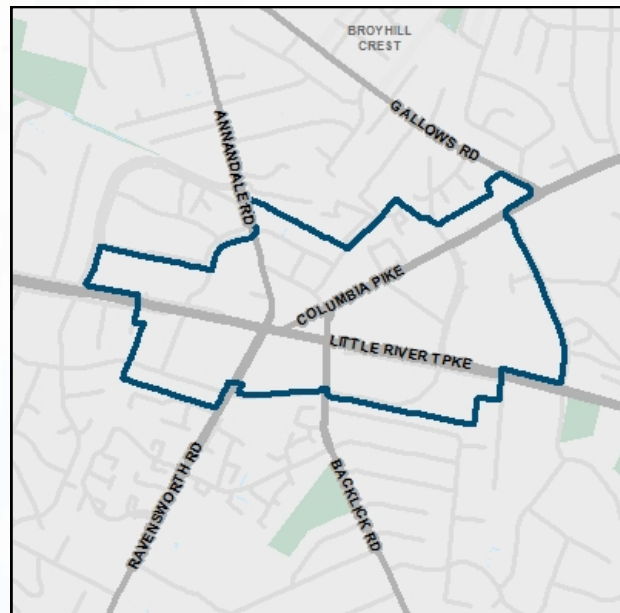 BROYHILL
CREST
GALLOWS RD
ANNANDALE RD
COLUMBIA PIKE
LITTLE RIVER TPKE
RAVENSWORTH RD
BACKLICK RD